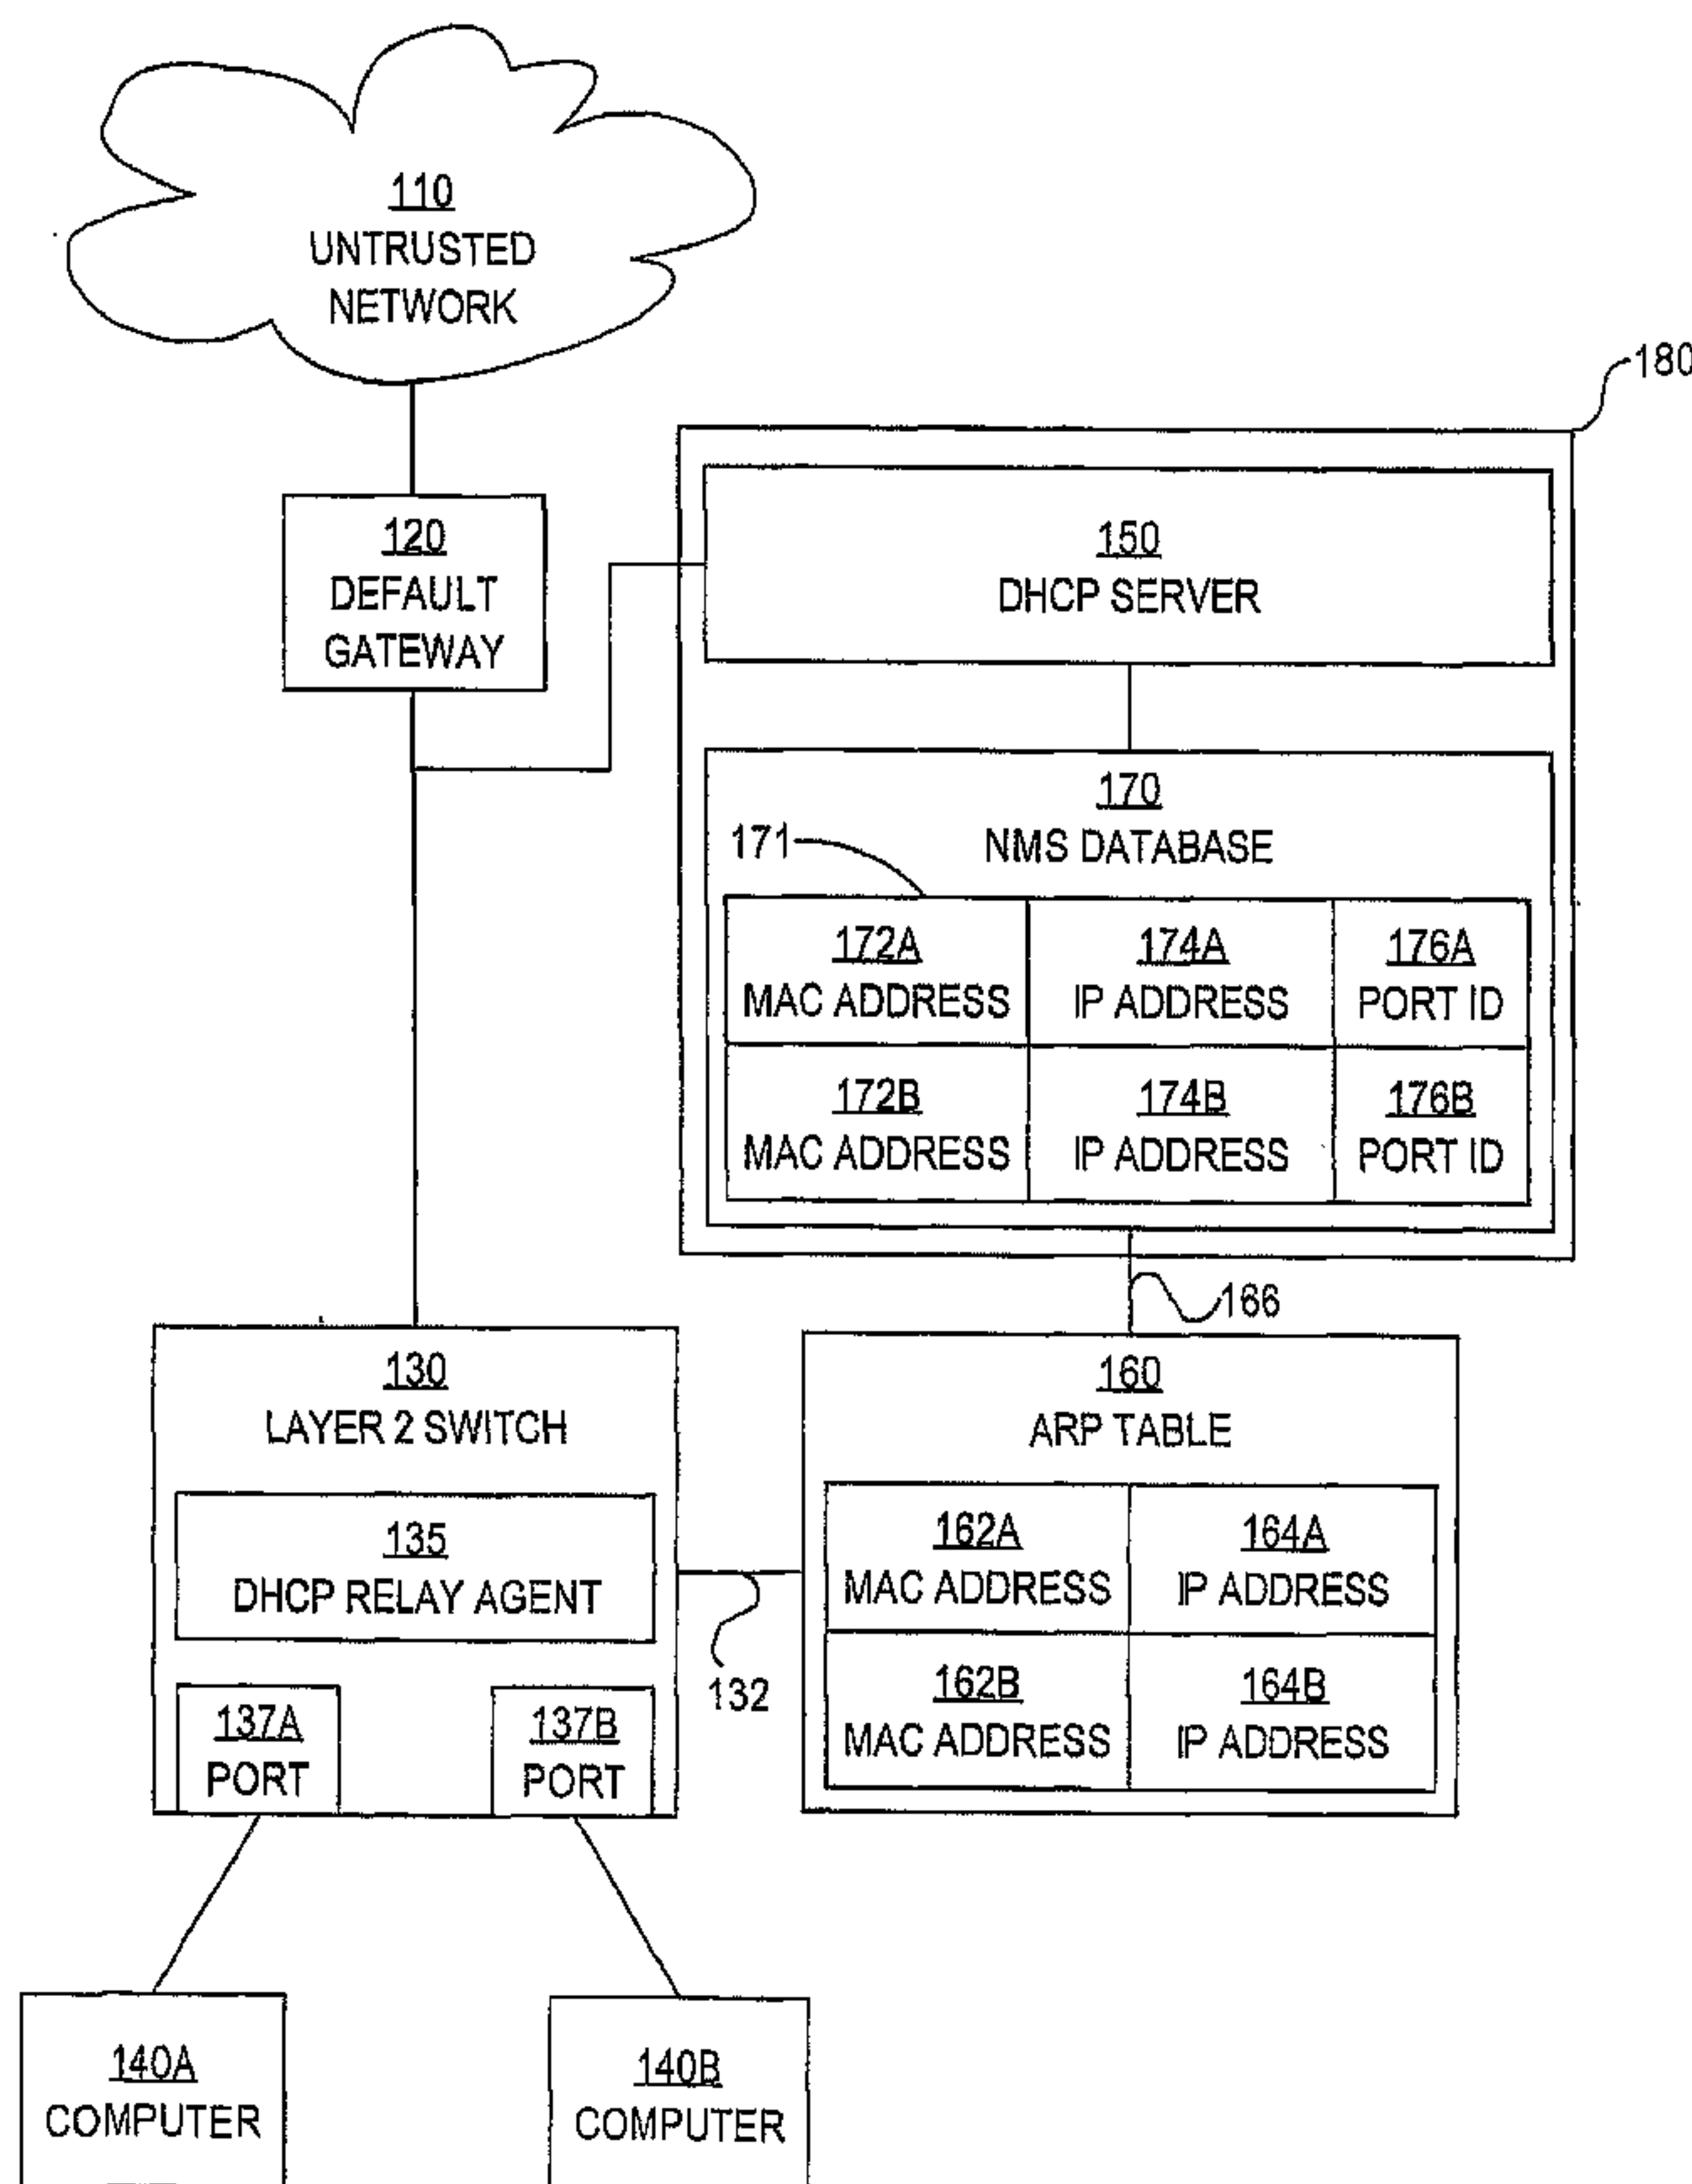 110
UNTRUSTED
NETWORK
180
120
DEFAULT
GATEWAY
150
DHCP SERVER
170
NMS DATABASE
171
172A
MAC ADDRESS
174A
IP ADDRESS
176A
PORT ID
172B
MAC ADDRESS
174B
IP ADDRESS
176B
PORT ID
166
130
LAYER 2 SWITCH
135
DHCP RELAY AGENT
137A
PORT
137B
PORT
132
160
ARP TABLE
162A
MAC ADDRESS
164A
IP ADDRESS
162B
MAC ADDRESS
164B
IP ADDRESS
140A
COMPUTER
140B
COMPUTER